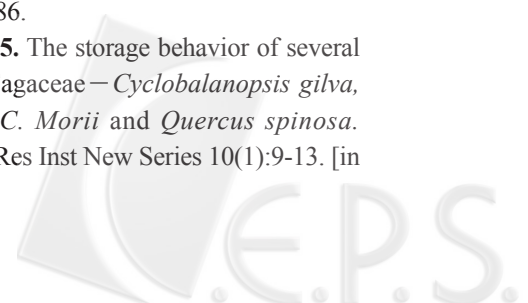 86.
5. The storage behavior of several
agaceae－Cyclobalanopsis gilva,
C. Morii and Quercus spinosa.
Res Inst New Series 10(1):9-13. [in
C.E.P.S.